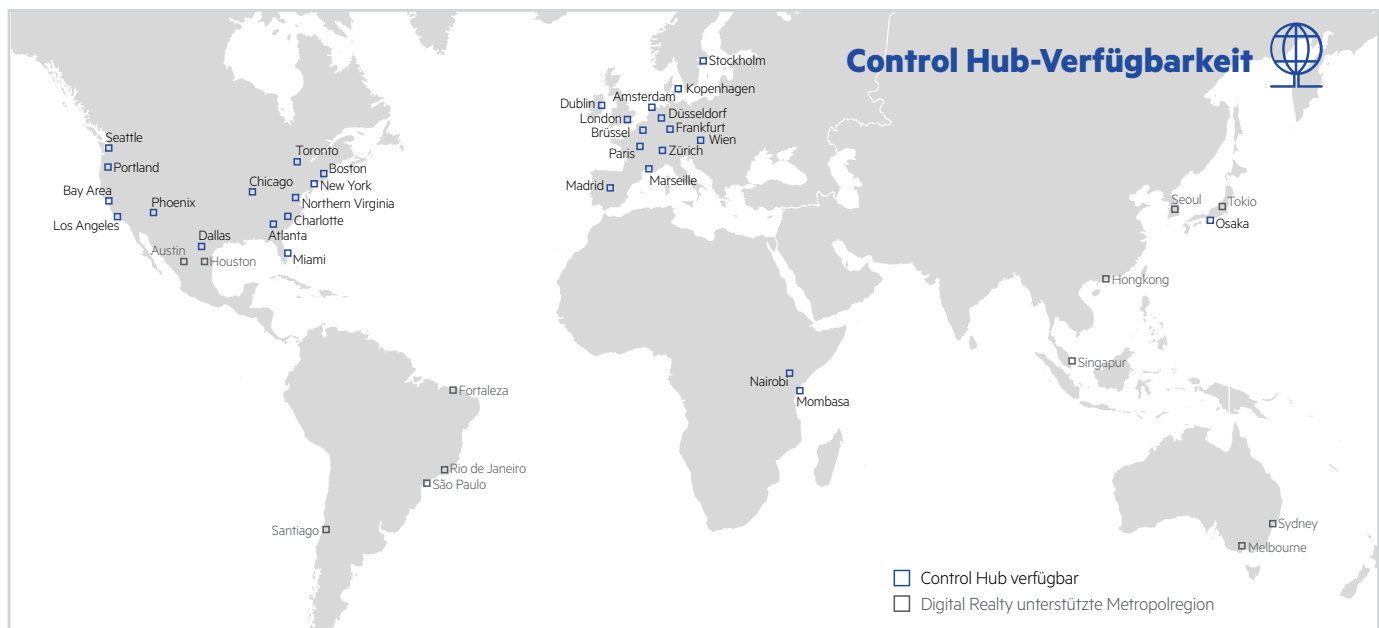 Control Hub-Verfügbarkeit
Stockholm
Kopenhagen
Amsterdam
Dublin
Düsseldorf
London
Frankfurt
Brüssel
Wien
Paris
Zürich
Marseille
Madrid
Seattle
Portland
Toronto
Boston
Chicago
New York
Bay Area
Phoenix
Northern Virginia
Los Angeles
Charlotte
Dallas
Atlanta
Austin
Houston
Miami
Seoul
Tokio
Osaka
Hongkong
Singapur
Nairobi
Mombasa
Fortaleza
Rio de Janeiro
São Paulo
Santiago
Sydney
Melbourne
Control Hub verfügbar
Digital Realty unterstützte Metropolregion